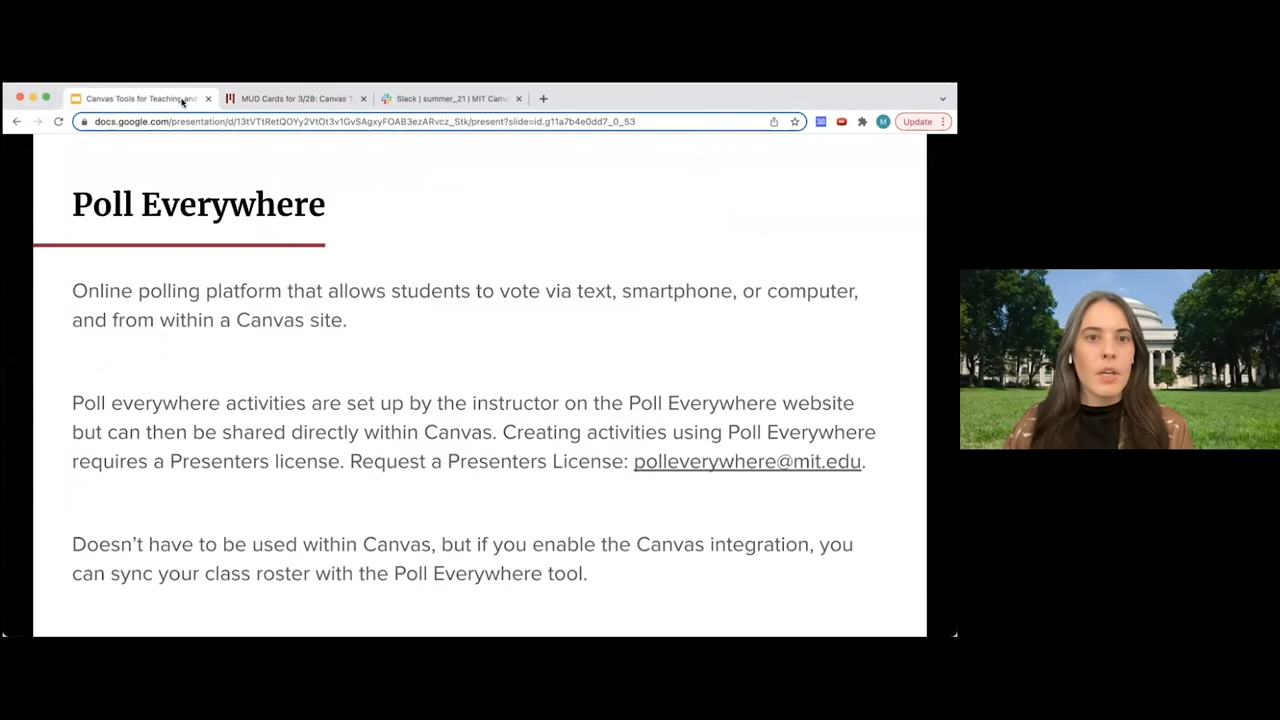 Canvas Tools for Teaching and
MUD Cards for 3/28: Canvas T
Slack | summer_21 | MIT Canv
docs.google.com/presentation/d/13tVTtRetQOYy2VtOt3v1GvSAgxyFOAB3ezARvcz_Stk/present?slide=id.g11a7b4e0dd7_0_53
M
Update
Poll Everywhere
Online polling platform that allows students to vote via text, smartphone, or computer,
and from within a Canvas site.
Poll everywhere activities are set up by the instructor on the Poll Everywhere website
but can then be shared directly within Canvas. Creating activities using Poll Everywhere
requires a Presenters license. Request a Presenters License: polleverywhere@mit.edu.
Doesn't have to be used within Canvas, but if you enable the Canvas integration, you
can sync your class roster with the Poll Everywhere tool.